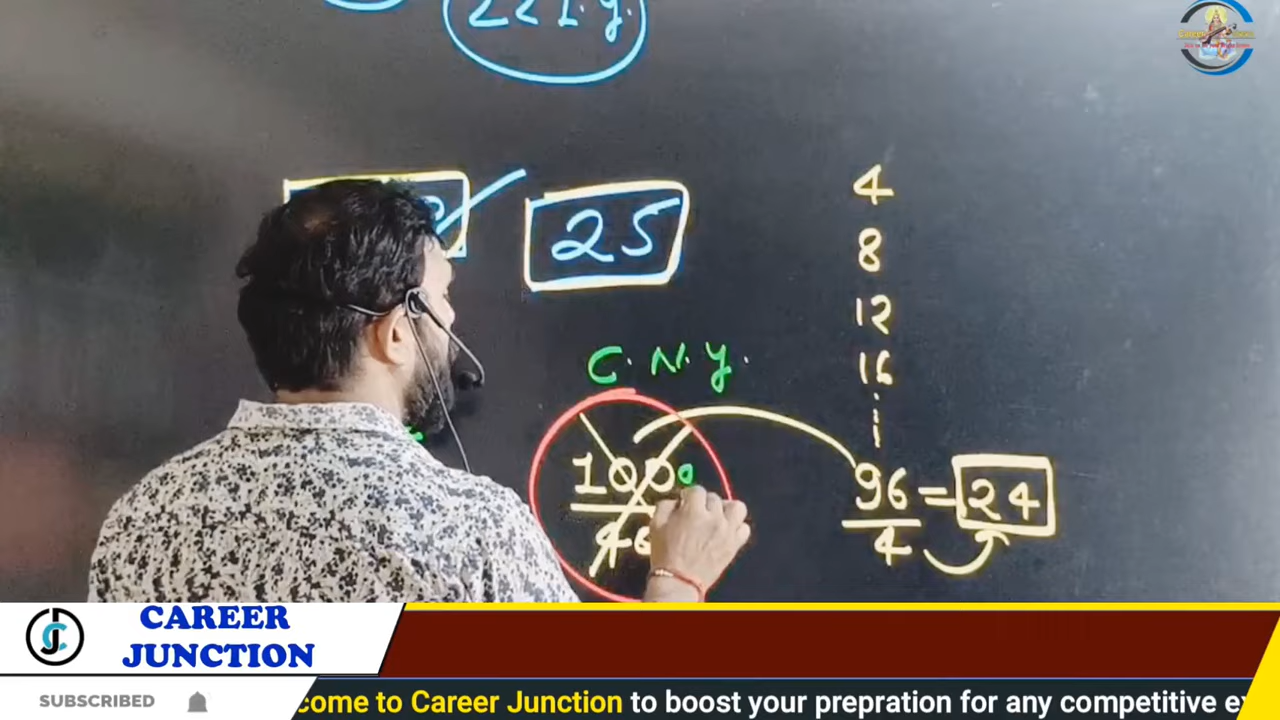 22 L.Y.
25
4
8
12
16
C.N.Y.
100
96 = 24
4
CAREER
JUNCTION
SUBSCRIBED
come to Career Junction to boost your prepration for any competitive e